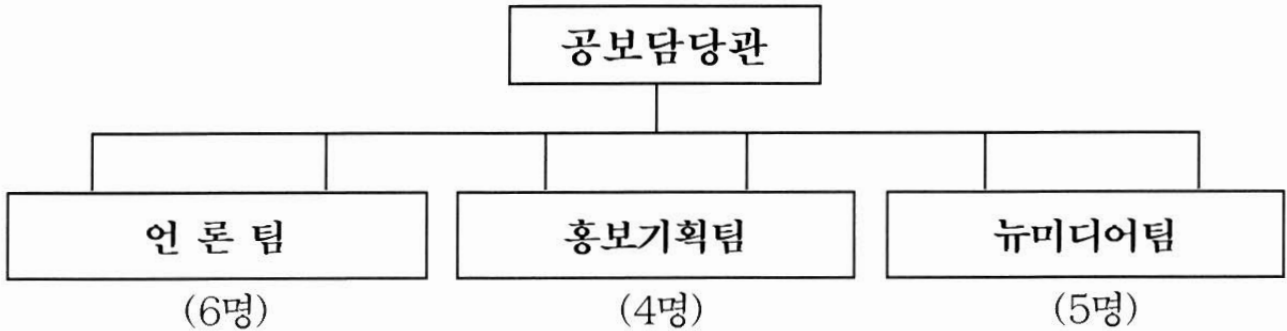 공보담당관
언 론 팀
홍보기획팀
뉴미디어팀
(6명)
(4명)
(5명)